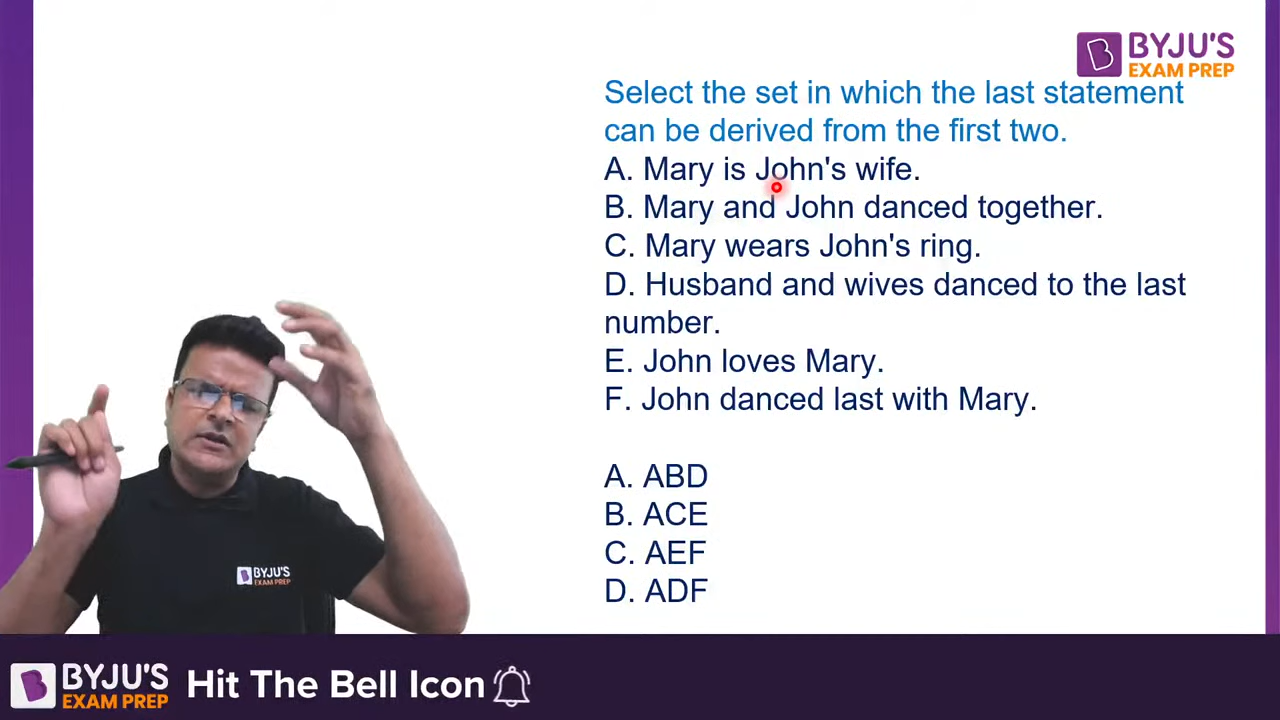 BYJU'S
EXAM PREP
Select the set in which the last statement
can be derived from the first two.
A. Mary is John's wife.
B. Mary and John danced together.
C. Mary wears John's ring.
D. Husband and wives danced to the last
number.
E. John loves Mary.
F. John danced last with Mary.
A. ABD
B. ACE
C. AEF
D. ADF
BYJU'S
EXAM PREP
BYJU'S
EXAM PREP
Hit The Bell Icon